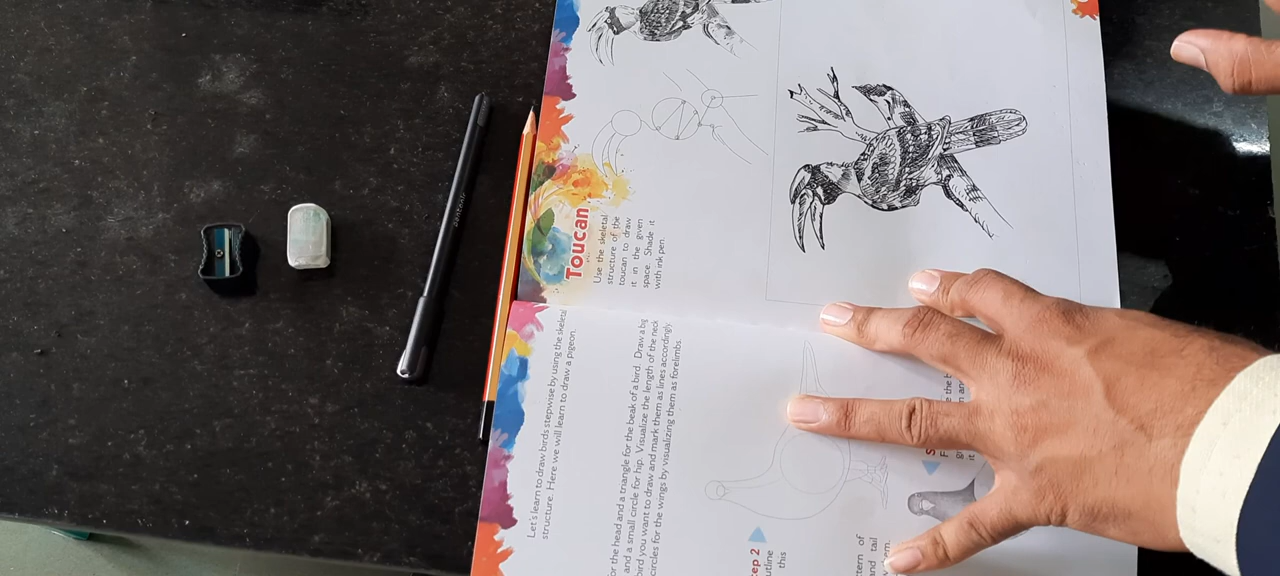 Let's learn to draw birds stepwise by using the skeletal
structure. Here we will learn to draw a pigeon.
for the head and a triangle for the beak of a bird. Draw a big
and a small circle for hip. Visualize the length of the neck
you want to draw and mark them as lines accordingly.
circles for the wings by visualizing them as forelimbs.
2
this
of
and tail
Toucan
Use the skeletal
structure of the
toucan to draw
it in the given
space. Shade it
with ink pen.